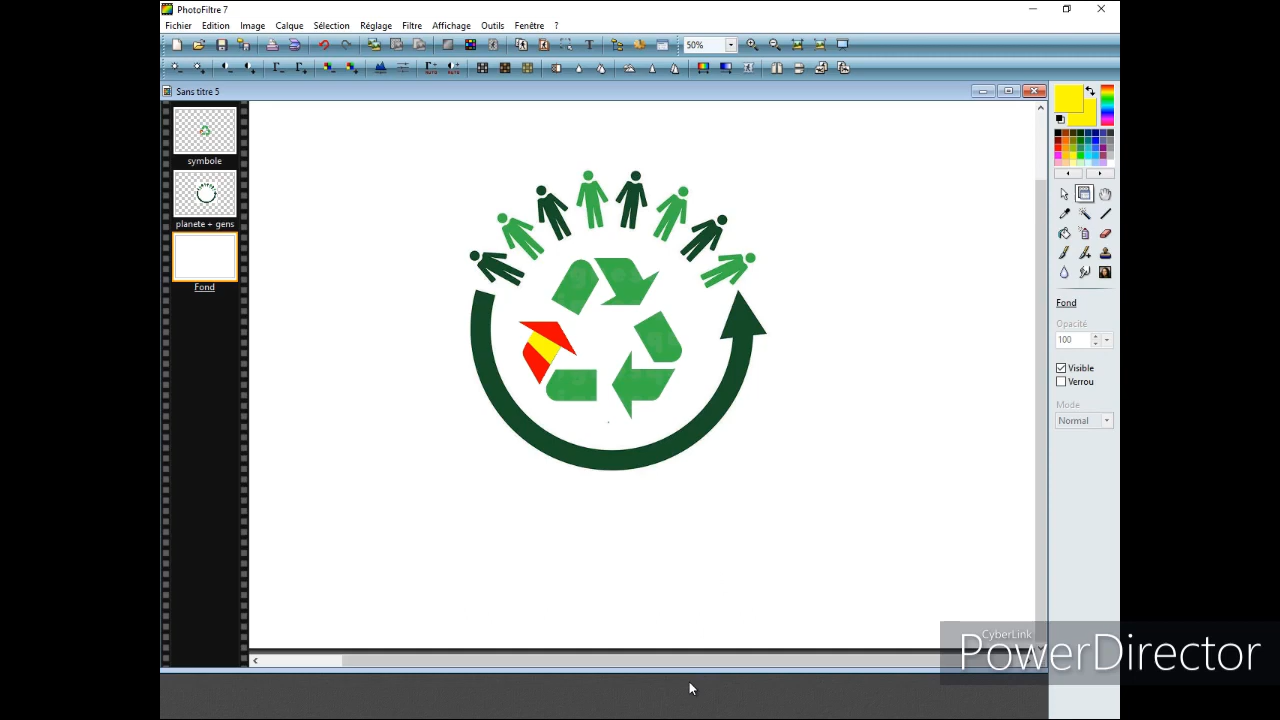 PhotoFiltre 7
Fichier Edition Image Calque Sélection Réglage Filtre Affichage Outils Fenêtre ?
50%
Sans titre 5
symbole
planete + gens
Fond
Fond
Opacité
100
Visible
Verrou
Mode
Normal
CyberLink
PowerDirector